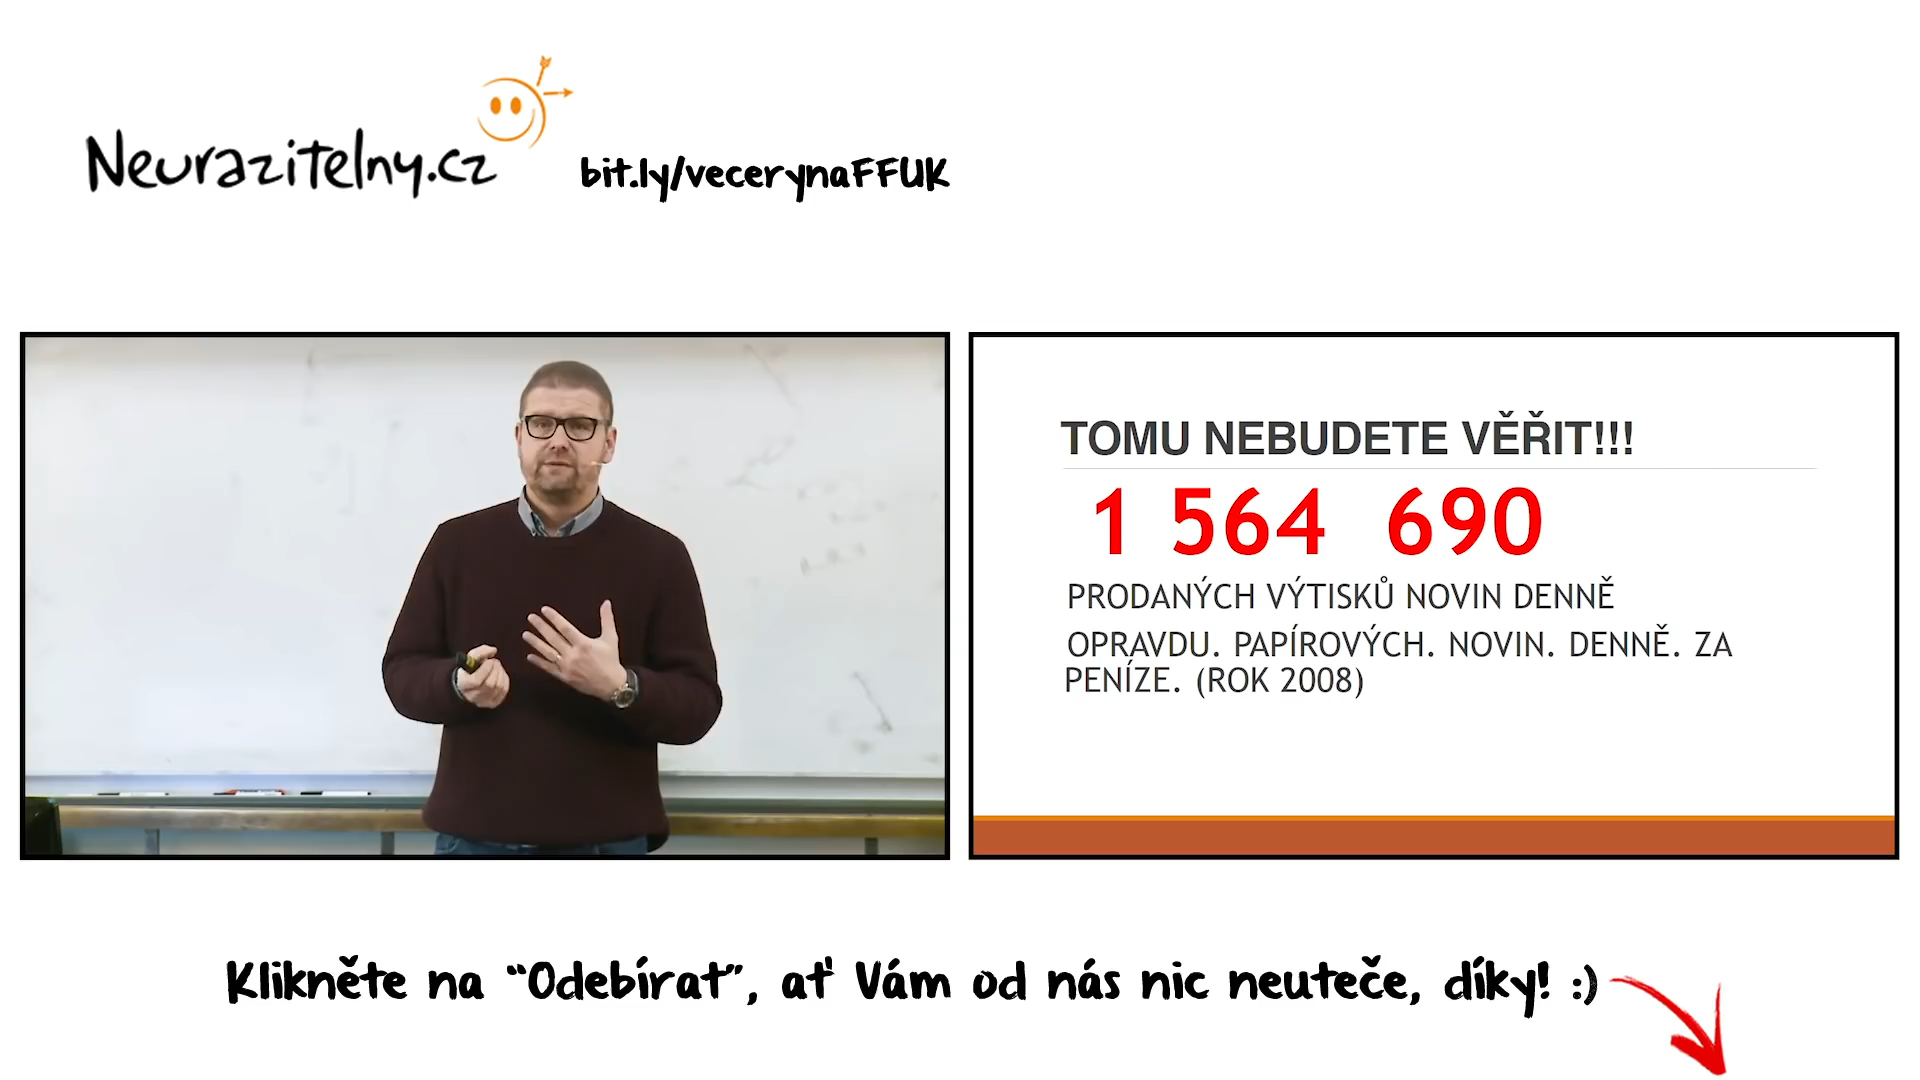 Neurazitelny.cz
bit.ly/vecerynaFFUK
TOMU NEBUDETE VĚŘIT!!!
1 564 690
PRODANÝCH VÝTISKŮ NOVIN DENNĚ
OPRAVDU. PAPÍROVÝCH. NOVIN. DENNĚ. ZA
PENÍZE. (ROK 2008)
Klikněte na “Odebírat”, ať Vám od nás nic neuteče, díky! :)